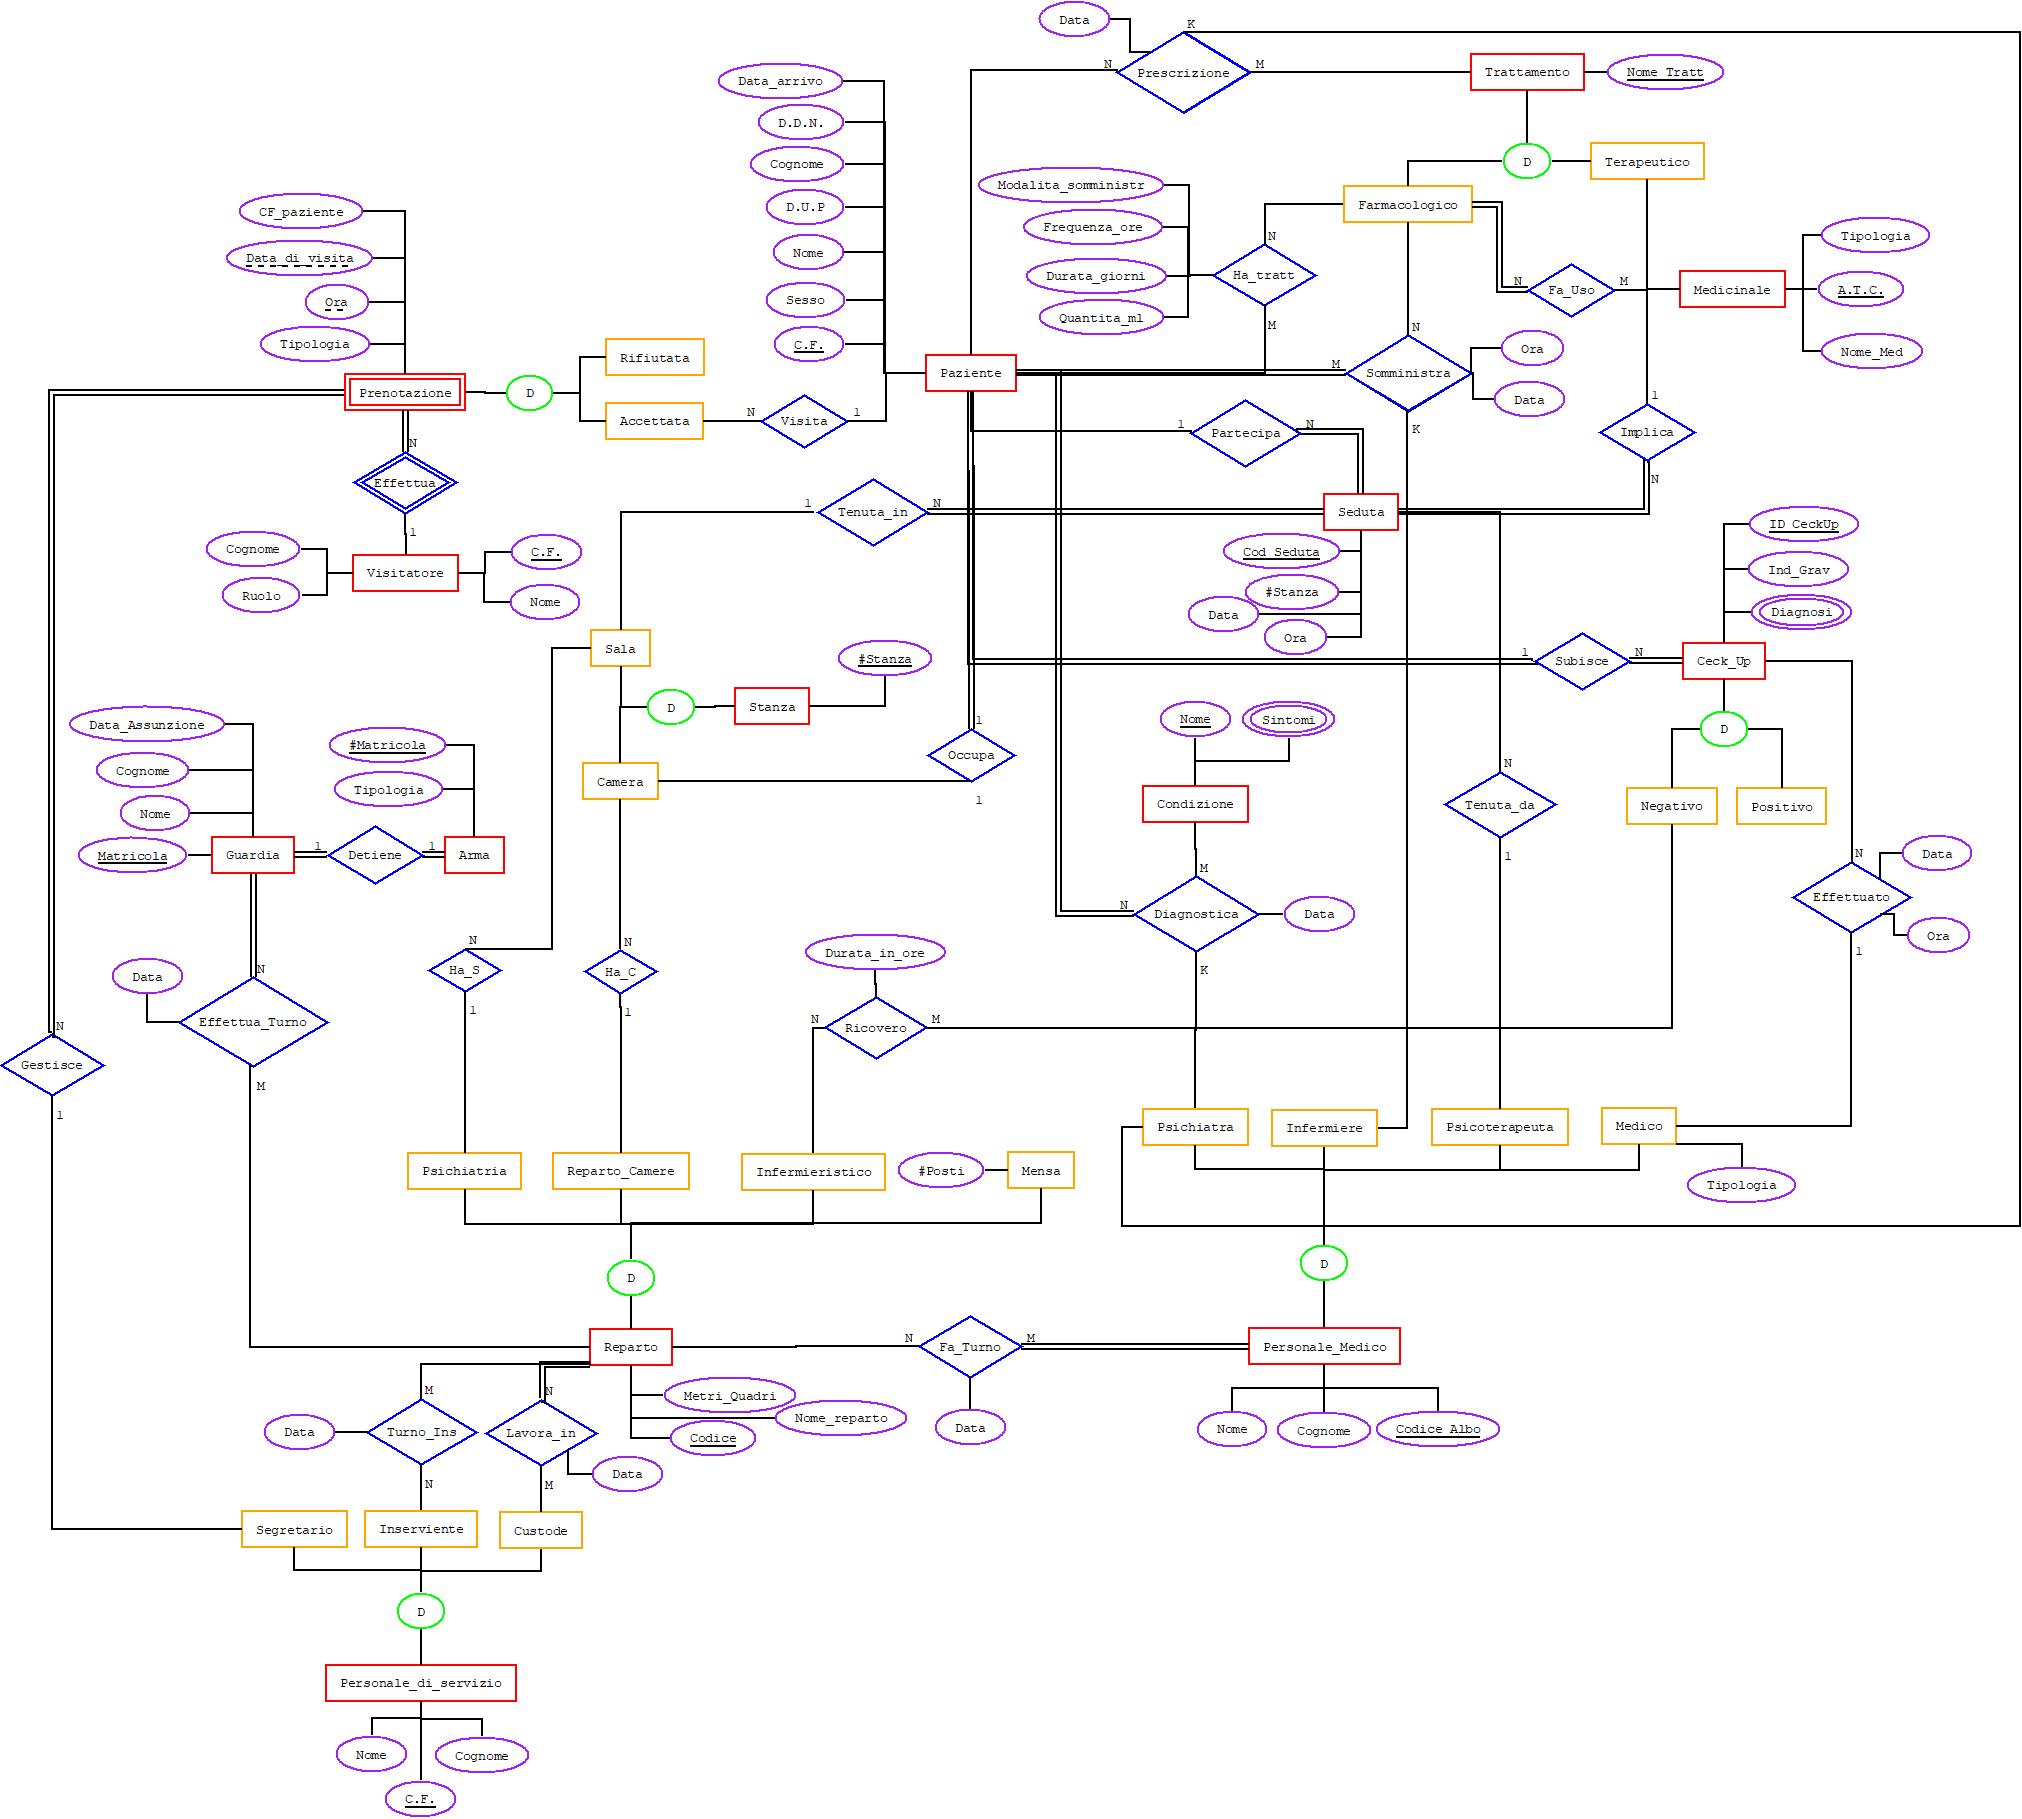 Data
K
N
Prescrizione
M
Trattamento
Nome Tratt
Data_arrivo
D.D.N.
Cognome
D
Terapeutico
Modalita_somministr
Farmacologico
D.U.P
CF_paziente
Frequenza_ore
N
Tipologia
Data_di_visita
Nome
Ha_tratt
Durata_giorni
N
Fa_Uso
M
Medicinale
A.T.C.
Ora
Sesso
Quantita_ml
M
N
Tipologia
C.F.
Ora
Nome_Med
Rifiutata
Paziente
M
Somministra
Prenotazione
D
Data
1
Accettata
N
Visita
1
1
Partecipa
N
K
Implica
N
N
Effettua
1
Tenuta_in
N
Seduta
1
ID CeckUp
Cognome
C.F.
Cod Seduta
Visitatore
Ind_Grav
Ruolo
Nome
#Stanza
Data
Diagnosi
Ora
Sala
#Stanza
1
Subisce
N
Ceck_Up
D
Stanza
Nome
Sintomi
D
Data_Assunzione
#Matricola
1
Occupa
Cognome
N
Camera
Tipologia
1
Condizione
Tenuta_da
Negativo
Positivo
Nome
Matricola
Guardia
1
Detiene
1
Arma
1
N
Data
M
Effettuato
N
Diagnostica
Data
Ora
N
N
Durata_in_ore
1
N
Ha_S
Ha_C
K
Data
1
1
Effettua_Turno
N
Ricovero
M
N
Gestisce
M
1
Psichiatra
Infermiere
Psicoterapeuta
Medico
Psichiatria
Reparto_Camere
Infermieristico
#Posti
Mensa
Tipologia
D
D
Reparto
N
Fa_Turno
M
Personale_Medico
M
N
Metri_Quadri
Nome_reparto
Data
Turno_Ins
Lavora_in
Codice
Data
Nome
Cognome
Codice Albo
Data
N
M
Segretario
Inserviente
Custode
D
Personale_di_servizio
Nome
Cognome
C.F.